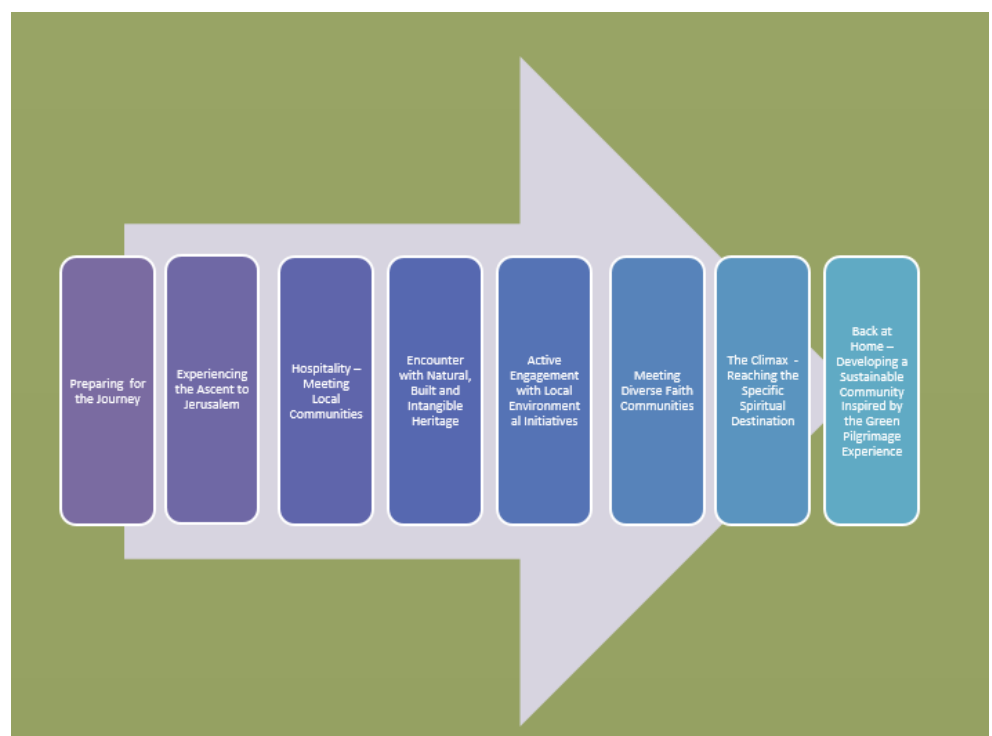 Preparing for
the Journey
Experiencing
the Ascent to
Jerusalem
Hospitality –
Meeting
Local
Communities
Encounter
with Natural,
Built and
Intangible
Heritage
Active
Engagement
with Local
Environment
al Initiatives
Meeting
Diverse Faith
Communities
The Climax -
Reaching the
Specific
Spiritual
Destination
Back at
Home –
Developing a
Sustainable
Community
Inspired by
the Green
Pilgrimage
Experience